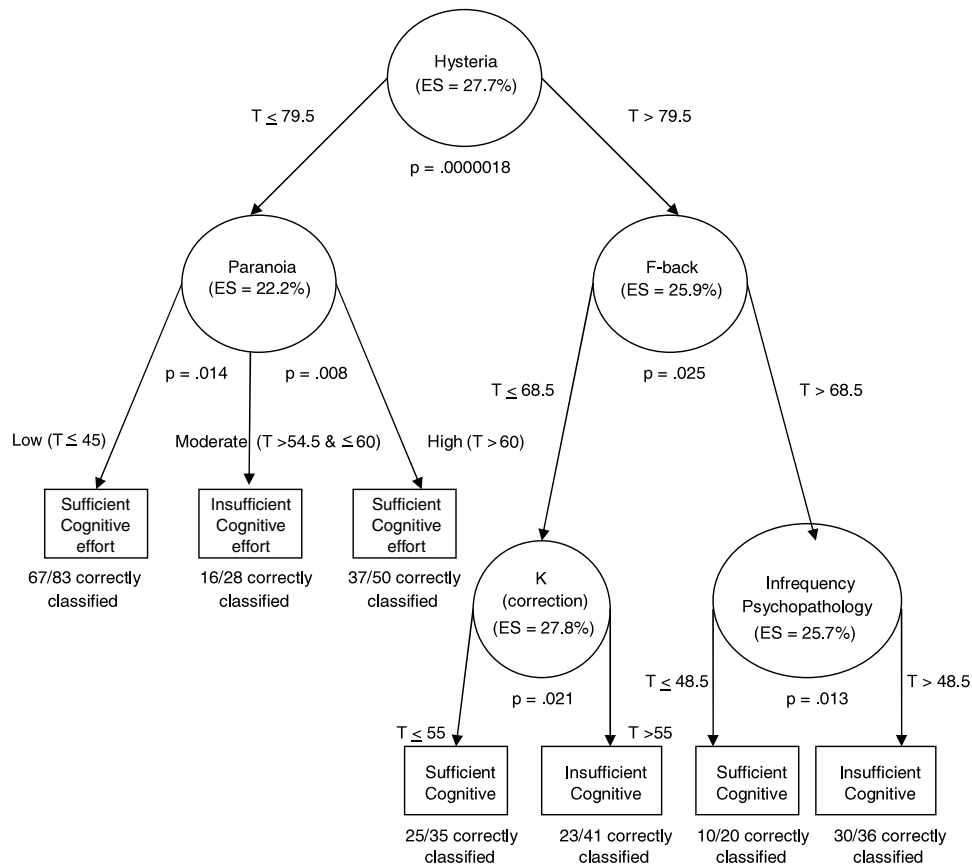 Hysteria
(ES = 27.7%)
T ≤ 79.5
T > 79.5
p = .0000018
Paranoia
(ES = 22.2%)
F-back
(ES = 25.9%)
p = .014
p = .008
p = .025
T ≤ 68.5
T > 68.5
Low (T ≤ 45)
Moderate (T >54.5 & ≤ 60)
High (T > 60)
Sufficient
Cognitive
effort
Insufficient
Cognitive
effort
Sufficient
Cognitive
effort
67/83 correctly
classified
16/28 correctly
classified
37/50 correctly
classified
K
(correction)
(ES = 27.8%)
Infrequency
Psychopathology
(ES = 25.7%)
T ≤ 48.5
T > 48.5
p = .021
p = .013
T ≤ 55
T >55
Sufficient
Cognitive
Insufficient
Cognitive
Sufficient
Cognitive
Insufficient
Cognitive
25/35 correctly
classified
23/41 correctly
classified
10/20 correctly
classified
30/36 correctly
classified